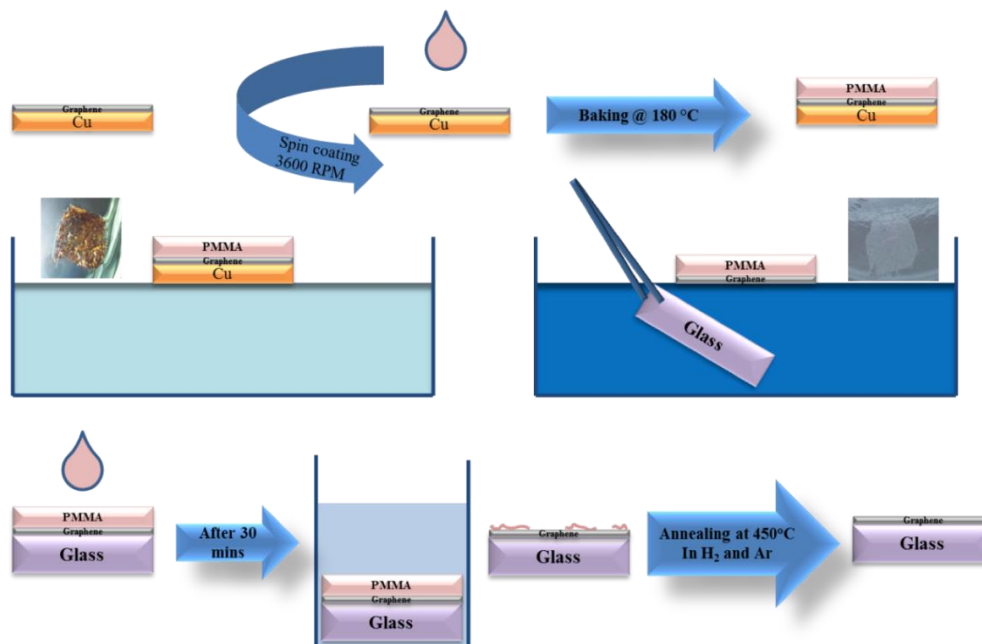 Graphene
Cu
Spin coating
3600 RPM
Graphene
Cu
Baking @ 180 °C
PMMA
Graphene
Cu
PMMA
Graphene
Cu
Glass
PMMA
Graphene
PMMA
Graphene
Glass
After 30
mins
PMMA
Graphene
Glass
Graphene
Glass
Annealing at 450°C
In H₂ and Ar
Graphene
Glass